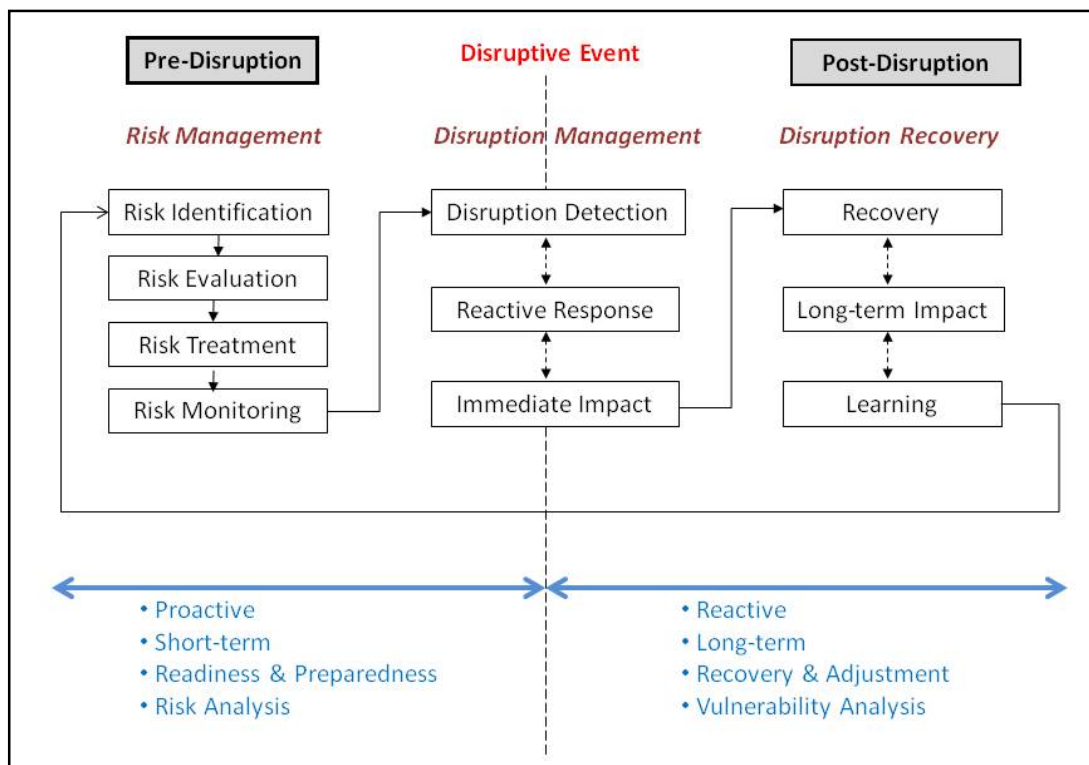 Pre-Disruption
Disruptive Event
Post-Disruption
Risk Management
Disruption Management
Disruption Recovery
Risk Identification
Risk Evaluation
Risk Treatment
Risk Monitoring
Disruption Detection
Reactive Response
Immediate Impact
Recovery
Long-term Impact
Learning
• Proactive
• Short-term
• Readiness & Preparedness
• Risk Analysis
• Reactive
• Long-term
• Recovery & Adjustment
• Vulnerability Analysis